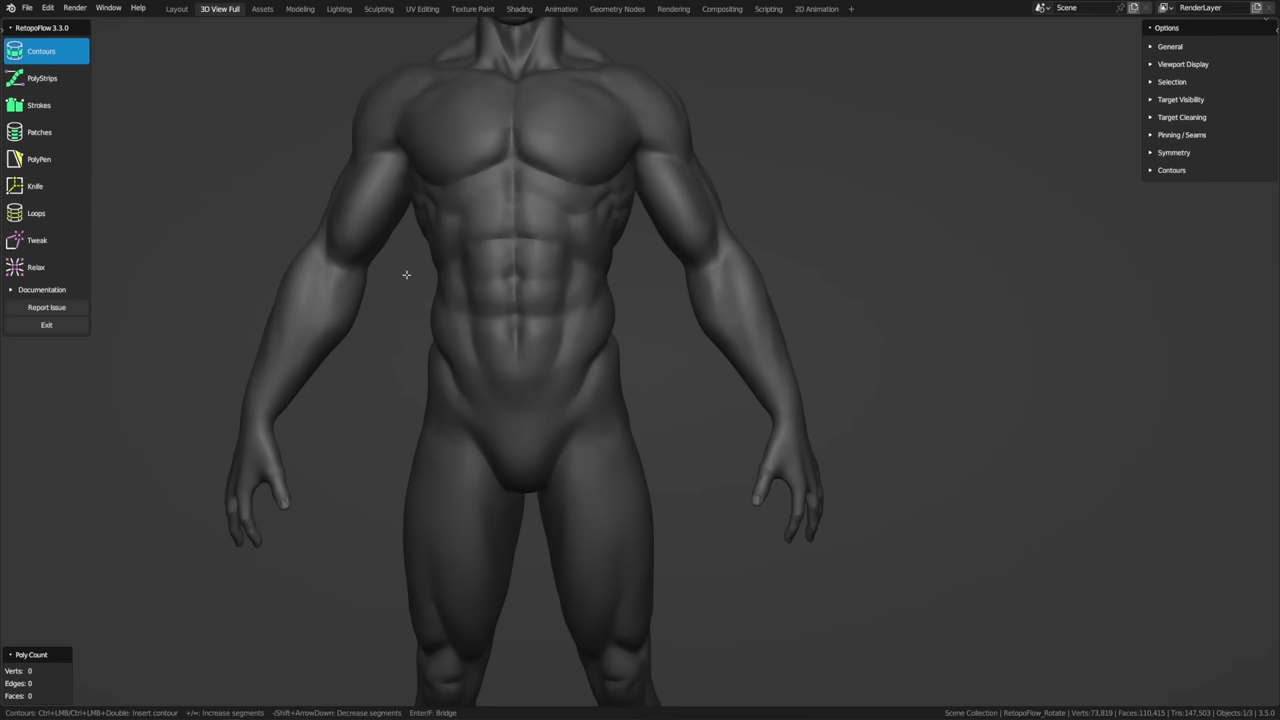 File Edit Render Window Help Layout 3D View Full Assets Modeling Lighting Sculpting UV Editing Texture Paint Shading Animation Geometry Nodes Rendering Compositing Scripting 2D Animation + Scene RenderLayer
RetopoFlow 3.3.0
Contours
PolyStrips
Strokes
Patches
PolyPen
Knife
Loops
Tweak
Relax
Documentation
Report Issue
Exit
Options
General
Viewport Display
Selection
Target Visibility
Target Cleaning
Pinning / Seams
Symmetry
Contours
Poly Count
Verts: 0
Edges: 0
Faces: 0
Contours: Ctrl+LMB/Ctrl+LMB+Double: Insert contour +/=: Increase segments -/Shift+ArrowDown: Decrease segments Enter/F: Bridge
Scene Collection | RetopoFlow_Rotate | Verts:73,819 | Faces:110,415 | Tris:147,503 | Objects:1/3 | 3.5.0